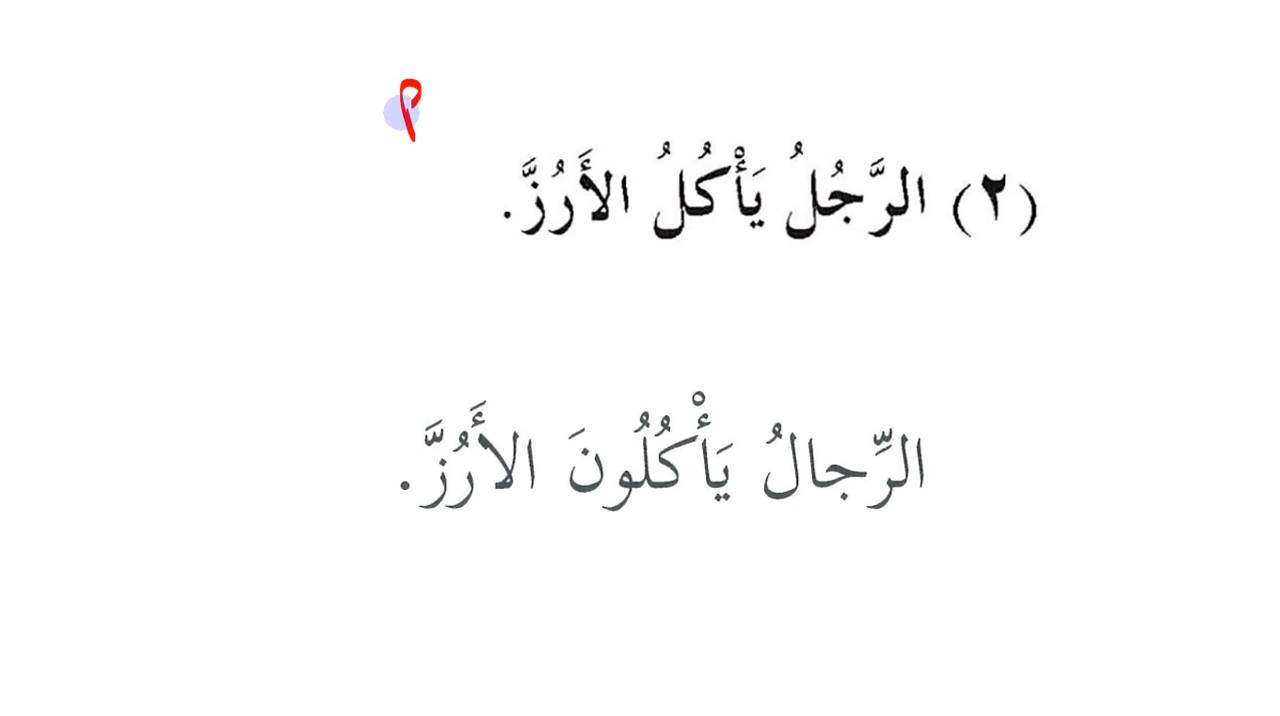 (٢) الرَّجُلُ يَأْكُلُ الأَرُزَّ.
الرِّجالُ يَأْكُلُونَ الأَرُزَّ.